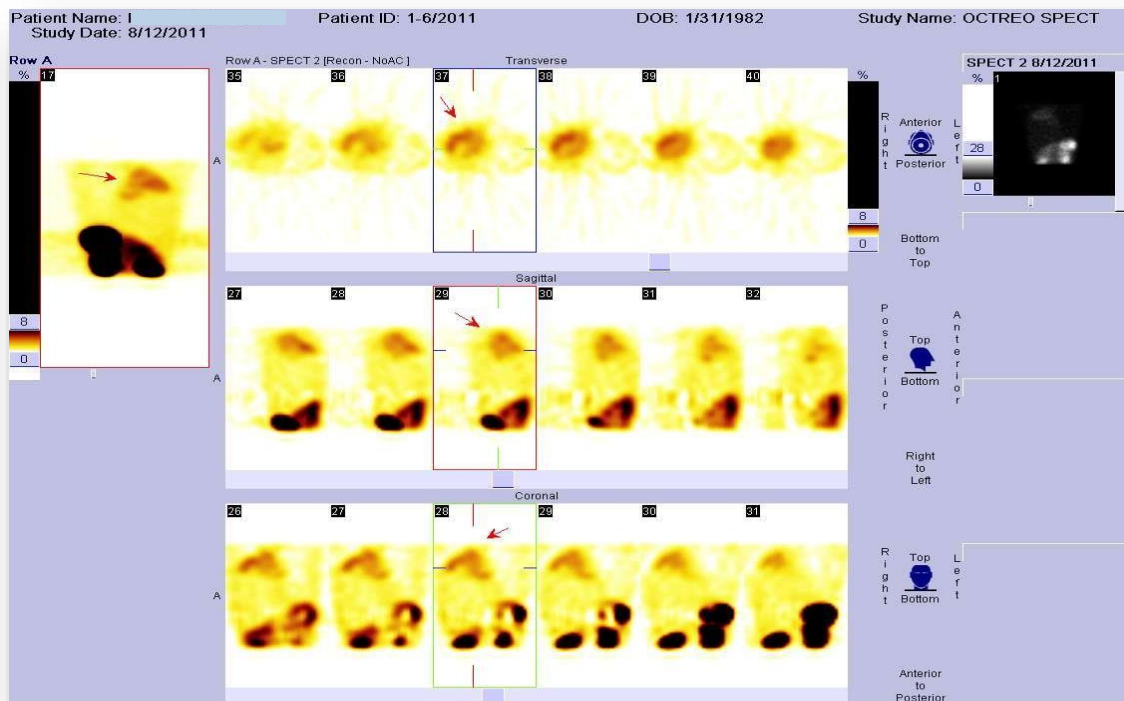 Patient Name: I
Patient ID: 1-6/2011
DOB: 1/31/1982
Study Name: OCTREO SPECT
Study Date: 8/12/2011
Row A
Row A - SPECT 2 [Recon - NoAC ]
Transverse
SPECT 2 8/12/2011
%
17
35
36
37
38
39
40
%
%
1
A
Right
Anterior
Posterior
Left
28
0
8
0
Bottom
to
Top
Sagittal
27
28
29
30
31
32
8
0
A
Posterior
Top
Bottom
Anterior
Right
to
Left
Coronal
26
27
28
29
30
31
A
Right
Top
Bottom
Left
Anterior
to
Posterior